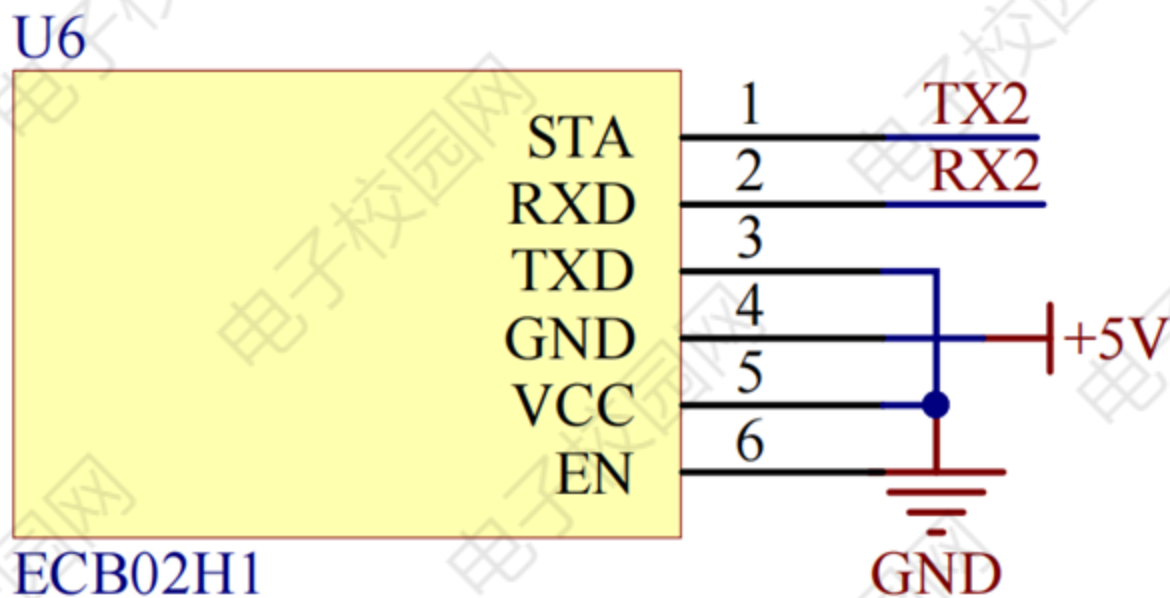 U6
STA 1 TX2
RXD 2 RX2
TXD 3
GND 4 +5V
VCC 5
EN 6
ECB02H1 GND
电子校园网
电子校园网
电子校园网
电子校园网